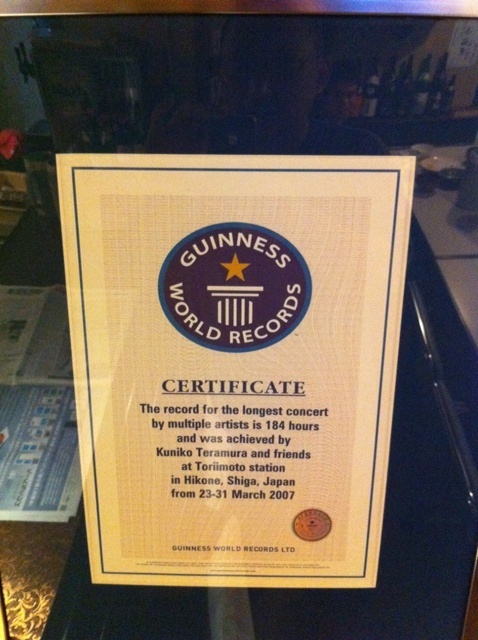 GUINNESS
WORLD RECORDS
CERTIFICATE
The record for the longest concert
by multiple artists is 184 hours
and was achieved by
Kuniko Teramura and friends
at Toriimoto station
in Hikone, Shiga, Japan
from 23-31 March 2007
GUINNESS WORLD RECORDS LTD